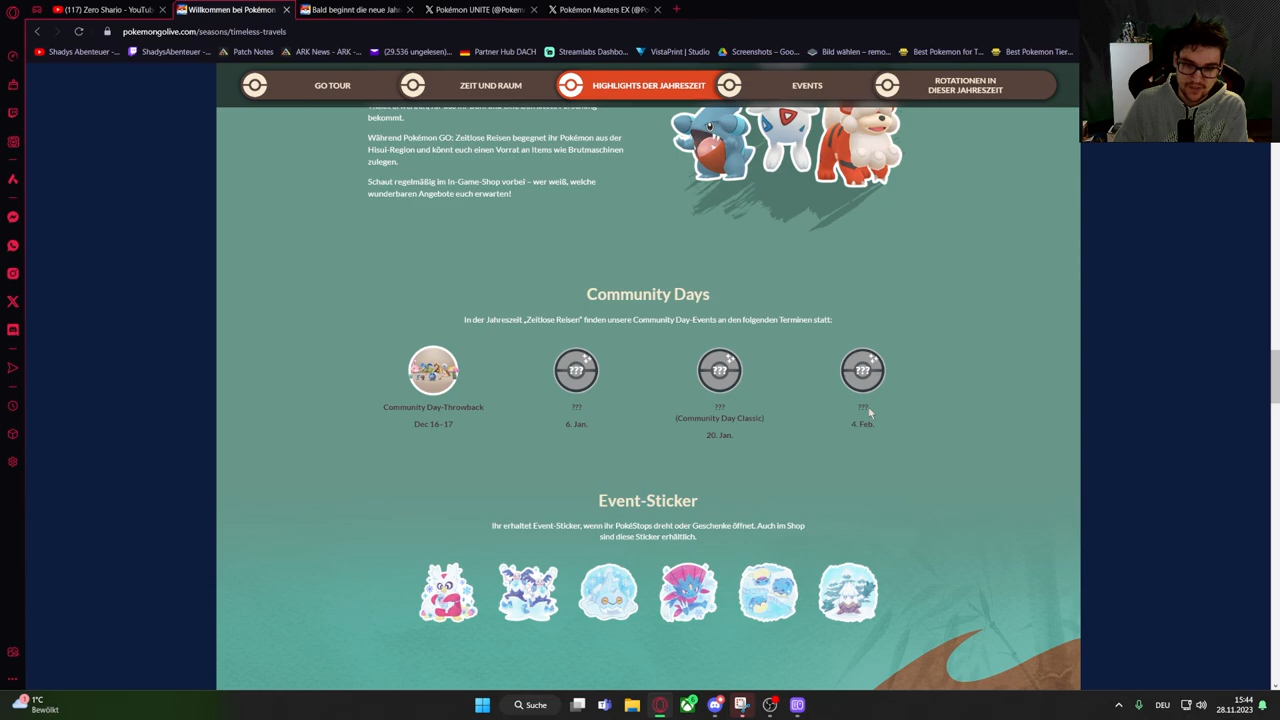 (117) Zero Shario - YouTub
Willkommen bei Pokémon
Bald beginnt die neue Jahre
Pokémon UNITE (@Pokem
Pokémon Masters EX (@Po
pokemongolive.com/seasons/timeless-travels
Shadys Abenteuer -...
ShadysAbenteuer -...
Patch Notes
ARK News - ARK -...
(29.536 ungelesen)...
Partner Hub DACH
Streamlabs Dashbo...
VistaPrint | Studio
Screenshots – Goo...
Bild wählen – remo...
Best Pokemon for T...
Best Pokemon Tier...
GO TOUR
ZEIT UND RAUM
HIGHLIGHTS DER JAHRESZEIT
EVENTS
ROTATIONEN IN
DIESER JAHRESZEIT
bekommt.
Während Pokémon GO: Zeitlose Reisen begegnet ihr Pokémon aus der
Hisui-Region und könnt euch einen Vorrat an Items wie Brutmaschinen
zulegen.
Schaut regelmäßig im In-Game-Shop vorbei – wer weiß, welche
wunderbaren Angebote euch erwarten!
Community Days
In der Jahreszeit „Zeitlose Reisen“ finden unsere Community Day-Events an den folgenden Terminen statt:
??? ??? ???
Community Day-Throwback
Dec 16-17
???
6. Jan.
???
(Community Day Classic)
20. Jan.
???
4. Feb.
Event-Sticker
Ihr erhaltet Event-Sticker, wenn ihr PokéStops dreht oder Geschenke öffnet. Auch im Shop
sind diese Sticker erhältlich.
1°C
Bewölkt
Suche
15:44
28.11.2023